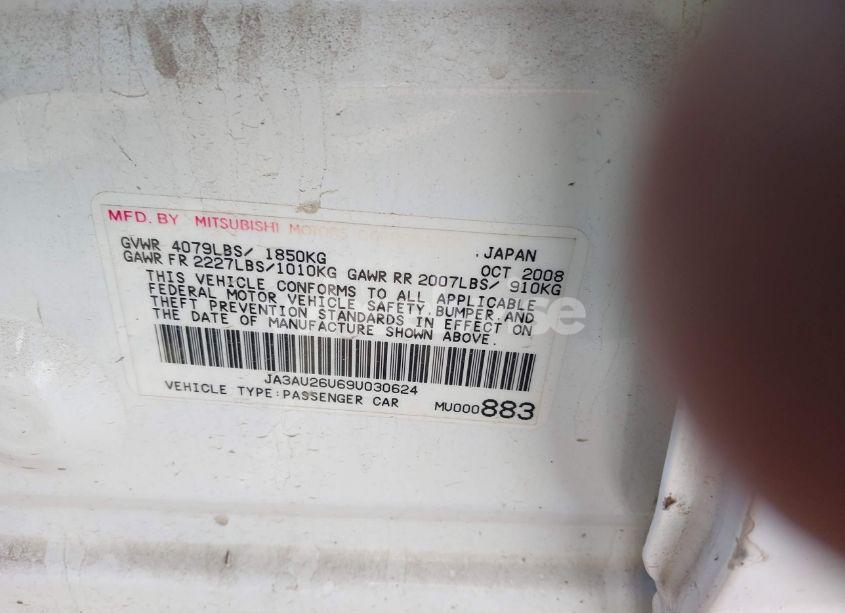 MFD. BY MITSUBISHI MOTORS CORPORATION
, JAPAN
GVWR 4079LBS/ 1850KG
OCT 2008
GAWR FR 2227LBS/1010KG GAWR RR 2007LBS/ 910KG
THIS VEHICLE CONFORMS TO ALL APPLICABLE
FEDERAL MOTOR VEHICLE SAFETY, BUMPER, AND
THEFT PREVENTION STANDARDS IN EFFECT ON
THE DATE OF MANUFACTURE SHOWN ABOVE.
JA3AU26U69U030624
VEHICLE TYPE:PASSENGER CAR
MU000883